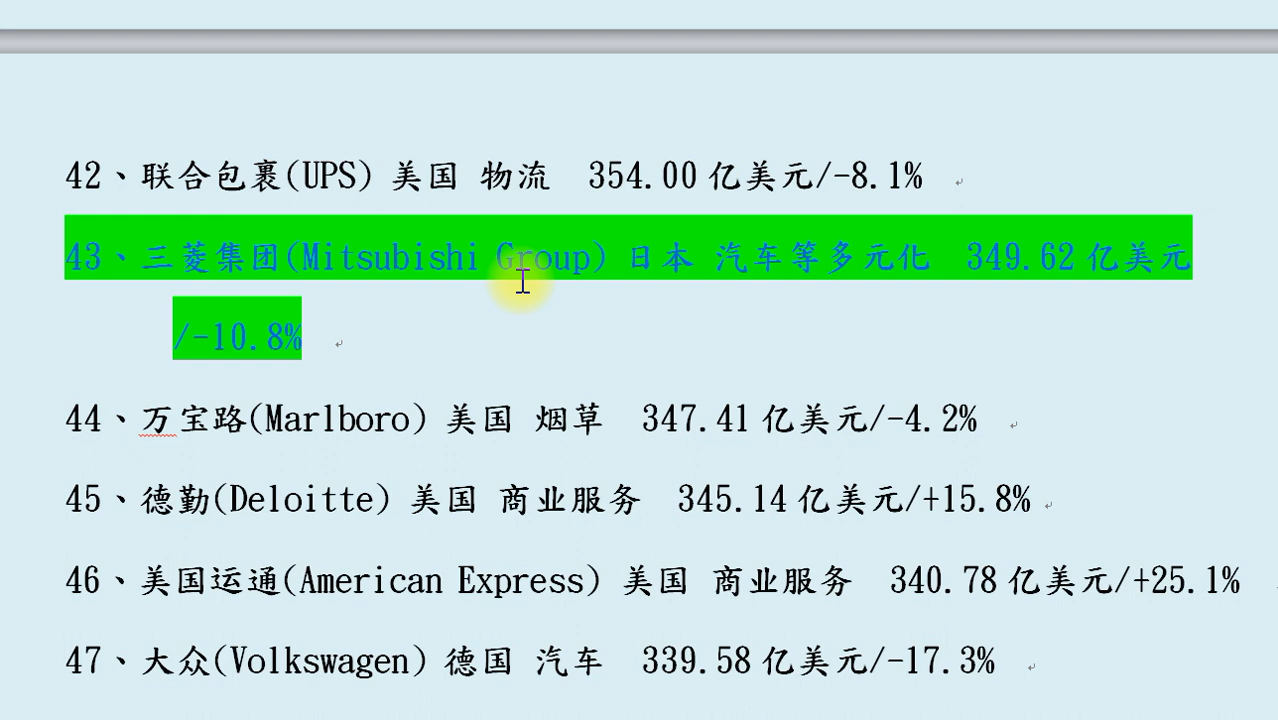 42、联合包裹(UPS) 美国 物流 354.00 亿美元/-8.1%
43、三菱集团(Mitsubishi Group) 日本 汽车等多元化 349.62 亿美元
/-10.8%
44、万宝路(Marlboro) 美国 烟草 347.41 亿美元/-4.2%
45、德勤(Deloitte) 美国 商业服务 345.14 亿美元/+15.8%
46、美国运通(American Express) 美国 商业服务 340.78 亿美元/+25.1%
47、大众(Volkswagen) 德国 汽车 339.58 亿美元/-17.3%